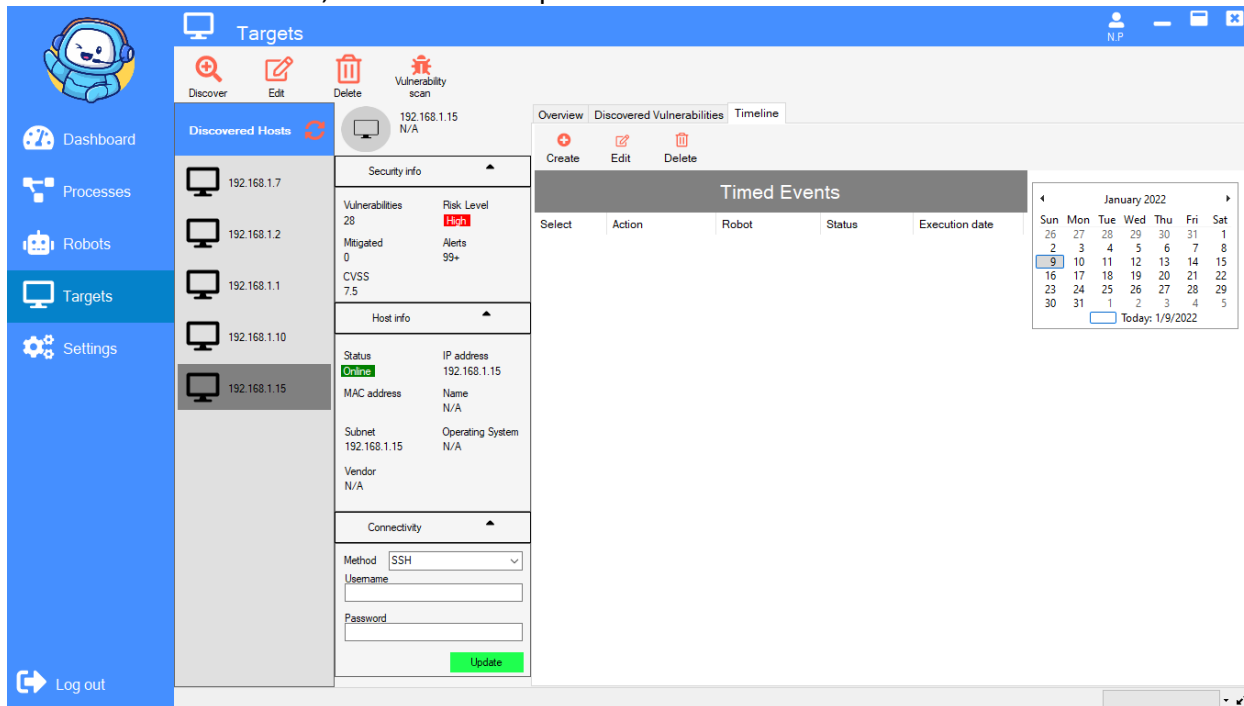 Targets
N.P
Discover
Edit
Delete
Vulnerability
scan
Dashboard
Processes
Robots
Targets
Settings
Log out
Discovered Hosts
192.168.1.7
192.168.1.2
192.168.1.1
192.168.1.10
192.168.1.15
192.168.1.15
N/A
Security info
Vulnerabilities Risk Level
28 High
Mitigated Alerts
0 99+
CVSS
7.5
Host info
Status IP address
Online 192.168.1.15
MAC address Name
N/A
Subnet Operating System
192.168.1.15 N/A
Vendor
N/A
Connectivity
Method SSH
Username
Password
Update
Overview Discovered Vulnerabilities Timeline
Create Edit Delete
Timed Events
Select Action Robot Status Execution date
January 2022
Sun Mon Tue Wed Thu Fri Sat
26 27 28 29 30 31 1
2 3 4 5 6 7 8
9 10 11 12 13 14 15
16 17 18 19 20 21 22
23 24 25 26 27 28 29
30 31 1 2 3 4 5
Today: 1/9/2022